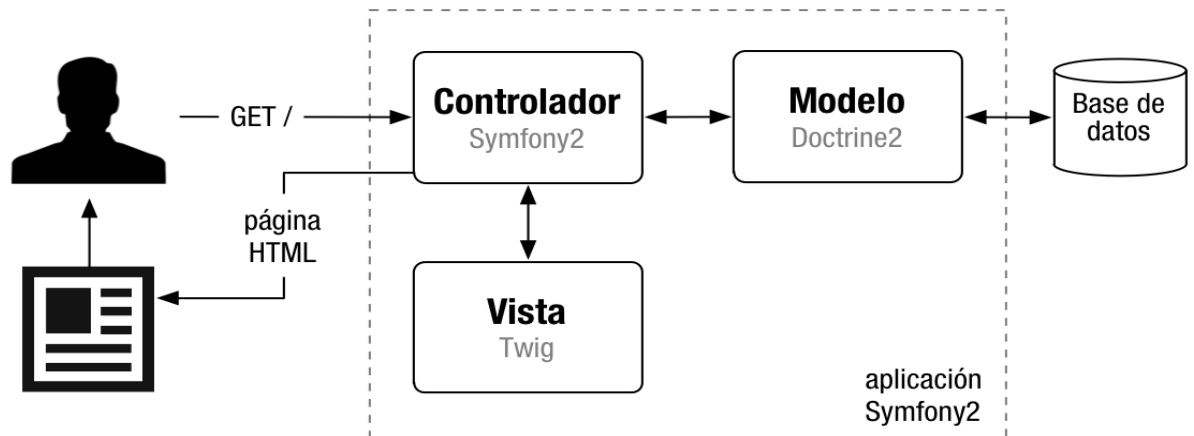 GET /
Controlador
Symfony2
Modelo
Doctrine2
Base de
datos
página
HTML
Vista
Twig
aplicación
Symfony2